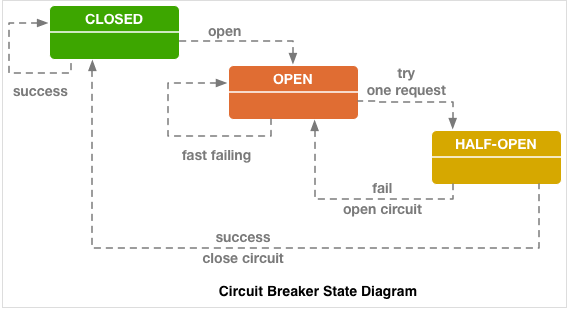 CLOSED
open
success
OPEN
try
one request
fast failing
HALF-OPEN
fail
open circuit
success
close circuit
Circuit Breaker State Diagram